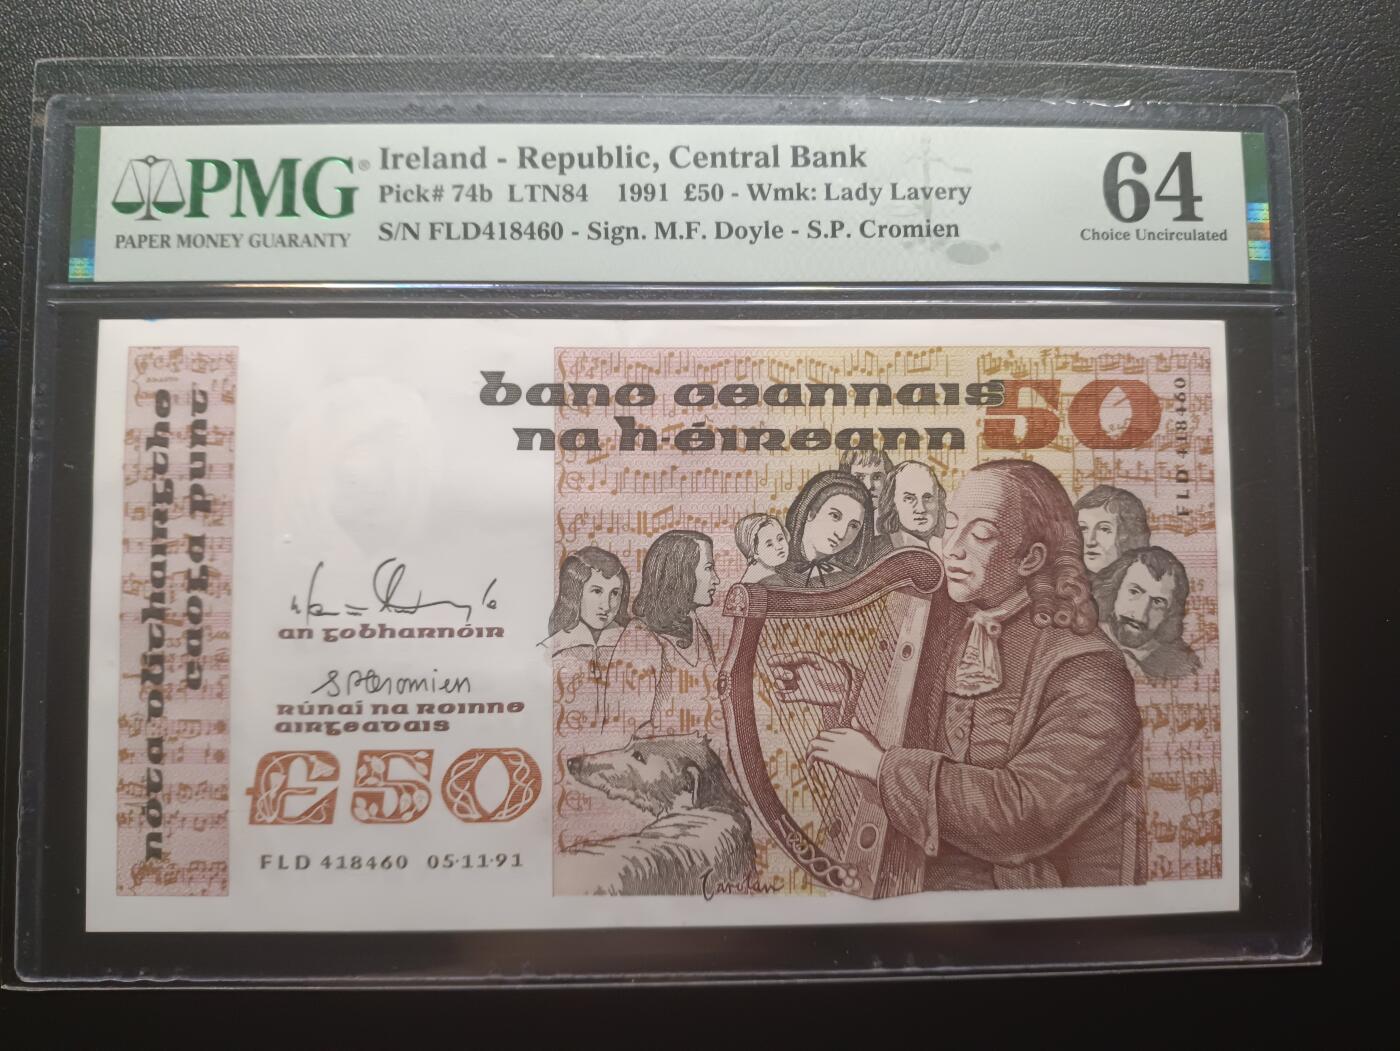 PMG®
PAPER MONEY GUARANTY
Ireland - Republic, Central Bank
Pick# 74b LTN84 1991 £50 - Wmk: Lady Lavery
S/N FLD418460 - Sign. M.F. Doyle - S.P. Cromien
64
Choice Uncirculated
nóta dlíthairgthe
caoga punt
banc ceannais
na h-éireann
50
FLD 418460
an gobharnóir
S P Cromien
rúnaí na roinne
airgeadais
£50
FLD 418460 05·11·91
Carolan